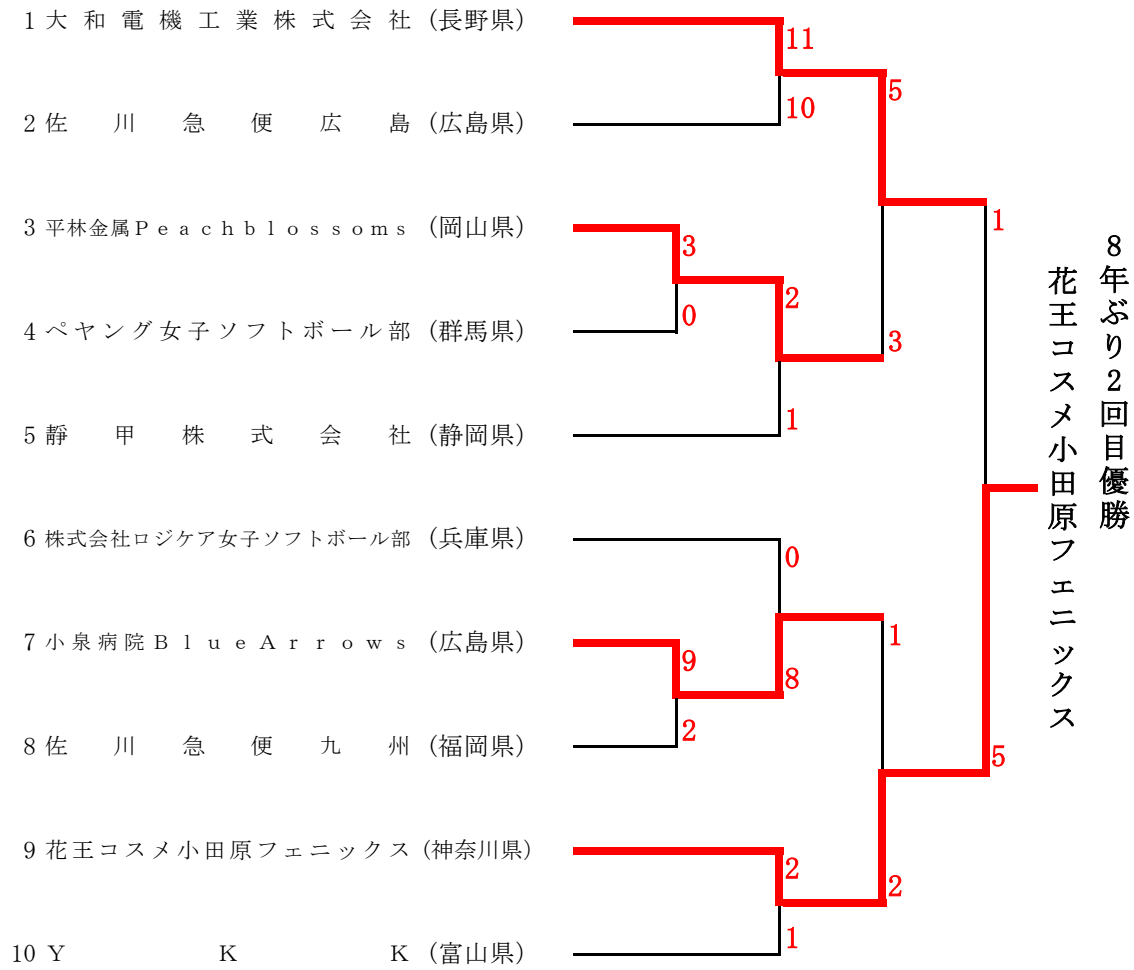 1 大和電機工業株式会社 (長野県)
11
5
10
2 佐川急便広島 (広島県)
1
3 平林金属Ｐｅａｃｈｂｌｏｓｓｏｍｓ (岡山県)
3
2
0
4 ペヤング女子ソフトボール部 (群馬県)
3
1
5 靜甲株式会社 (静岡県)
8年ぶり2回目優勝
花王コスメ小田原フェニックス
6 株式会社ロジケア女子ソフトボール部 (兵庫県)
0
1
7 小泉病院ＢｌｕｅＡｒｒｏｗｓ (広島県)
9
8
2
8 佐川急便九州 (福岡県)
5
9 花王コスメ小田原フェニックス (神奈川県)
2
2
1
10 ＹＫＫ (富山県)